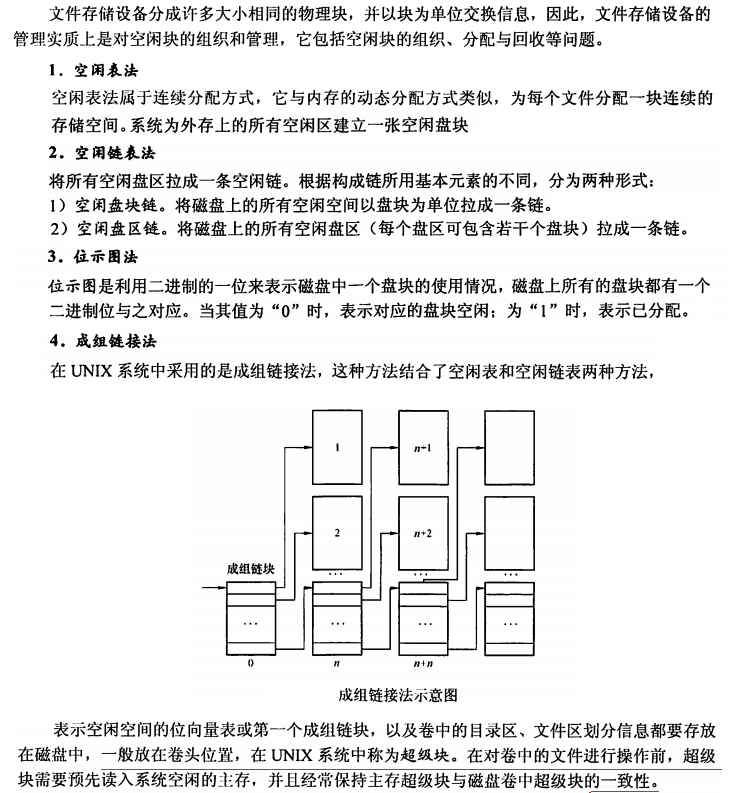 文件存储设备分成许多大小相同的物理块，并以块为单位交换信息，因此，文件存储设备的
管理实质上是对空闲块的组织和管理，它包括空闲块的组织、分配与回收等问题。
1．空闲表法
空闲表法属于连续分配方式，它与内存的动态分配方式类似，为每个文件分配一块连续的
存储空间。系统为外存上的所有空闲区建立一张空闲盘块
2．空闲链表法
将所有空闲盘区拉成一条空闲链。根据构成链所用基本元素的不同，分为两种形式：
1）空闲盘块链。将磁盘上的所有空闲空间以盘块为单位拉成一条链。
2）空闲盘区链。将磁盘上的所有空闲盘区（每个盘区可包含若干个盘块）拉成一条链。
3．位示图法
位示图是利用二进制的一位来表示磁盘中一个盘块的使用情况，磁盘上所有的盘块都有一个
二进制位与之对应。当其值为“0”时，表示对应的盘块空闲；为“1”时，表示已分配。
4．成组链接法
在 UNIX 系统中采用的是成组链接法，这种方法结合了空闲表和空闲链表两种方法，
1
n+1
2
n+2
成组链块
…
…
…
…
…
…
…
0
n
n+n
成组链接法示意图
表示空闲空间的位向量表或第一个成组链块，以及卷中的目录区、文件区划分信息都要存放
在磁盘中，一般放在卷头位置，在 UNIX 系统中称为超级块。在对卷中的文件进行操作前，超级
块需要预先读入系统空闲的主存，并且经常保持主存超级块与磁盘卷中超级块的一致性。